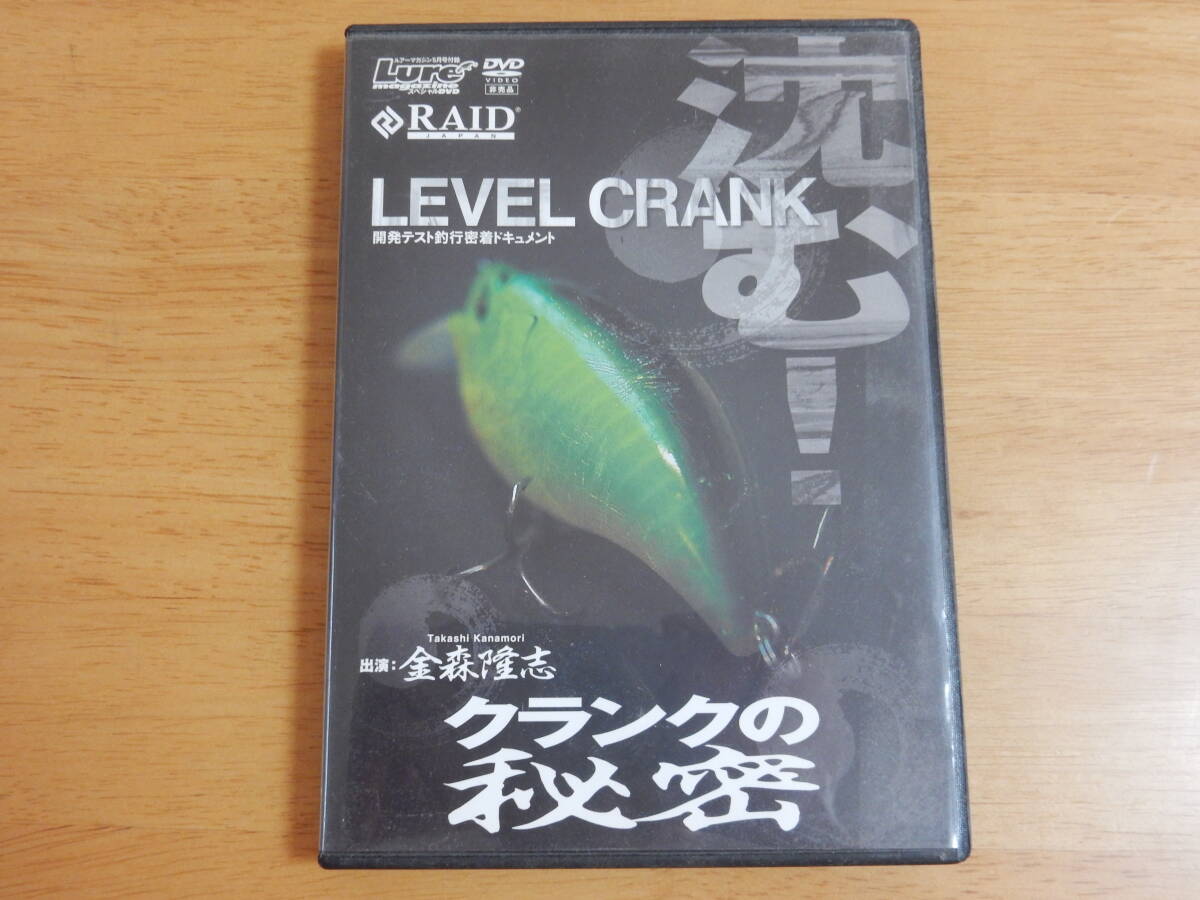 ルアーマガジン5月号付録
Lure
magazine
スペシャルDVD
DVD
VIDEO
非売品
RAID®
JAPAN
沈む!
LEVEL CRANK
開発テスト釣行密着ドキュメント
Takashi Kanamori
出演:金森隆志
クランクの
秘密